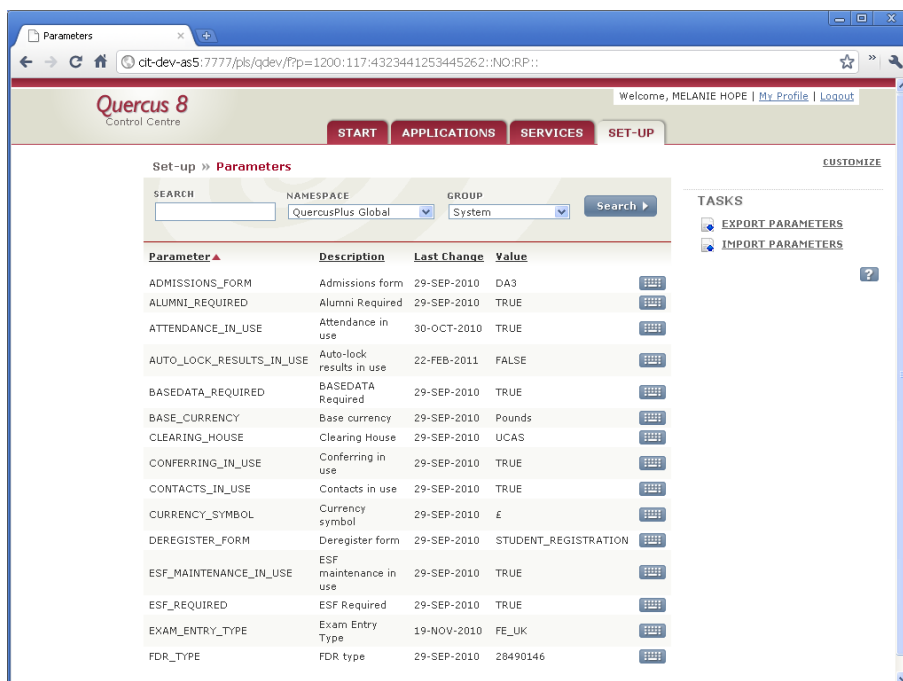 Parameters
cit-dev-as5:7777/pls/qdev/f?p=1200:117:4323441253445262::NO:RP::
Welcome, MELANIE HOPE | My Profile | Logout
Quercus 8
Control Centre
START APPLICATIONS SERVICES SET-UP
CUSTOMIZE
Set-up » Parameters
SEARCH NAMESPACE GROUP
QuercusPlus Global System Search
TASKS
EXPORT PARAMETERS
IMPORT PARAMETERS
?
Parameter Description Last Change Value
ADMISSIONS_FORM Admissions form 29-SEP-2010 DA3
ALUMNI_REQUIRED Alumni Required 29-SEP-2010 TRUE
ATTENDANCE_IN_USE Attendance in use 30-OCT-2010 TRUE
AUTO_LOCK_RESULTS_IN_USE Auto-lock results in use 22-FEB-2011 FALSE
BASEDATA_REQUIRED BASEDATA Required 29-SEP-2010 TRUE
BASE_CURRENCY Base currency 29-SEP-2010 Pounds
CLEARING_HOUSE Clearing House 29-SEP-2010 UCAS
CONFERRING_IN_USE Conferring in use 29-SEP-2010 TRUE
CONTACTS_IN_USE Contacts in use 29-SEP-2010 TRUE
CURRENCY_SYMBOL Currency symbol 29-SEP-2010 £
DEREGISTER_FORM Deregister form 29-SEP-2010 STUDENT_REGISTRATION
ESF_MAINTENANCE_IN_USE ESF maintenance in use 29-SEP-2010 TRUE
ESF_REQUIRED ESF Required 29-SEP-2010 TRUE
EXAM_ENTRY_TYPE Exam Entry Type 19-NOV-2010 FE_UK
FDR_TYPE FDR type 29-SEP-2010 28490146